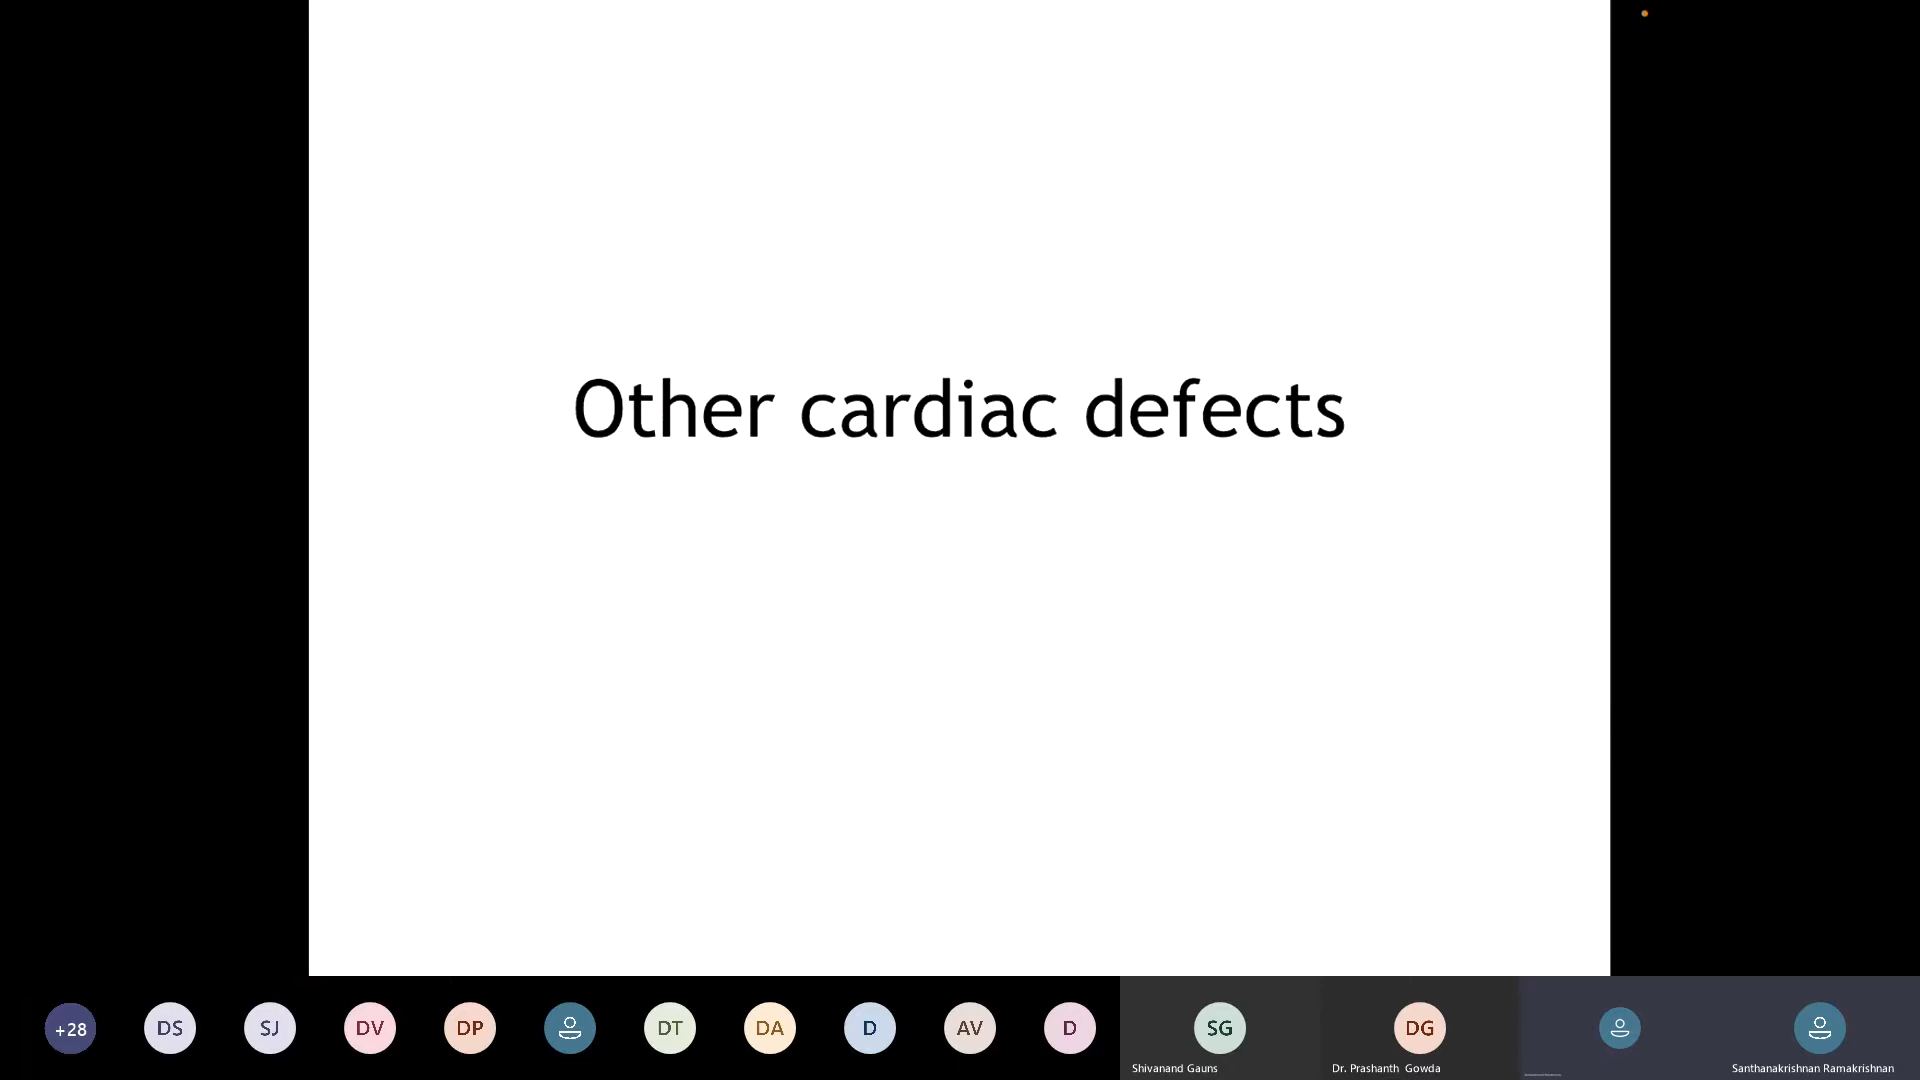 Other cardiac defects
+28 DS SJ DV DP DT DA D AV D SG DG
Shivanand Gauns Dr. Prashanth Gowda Santhanakrishnan Ramakrishnan